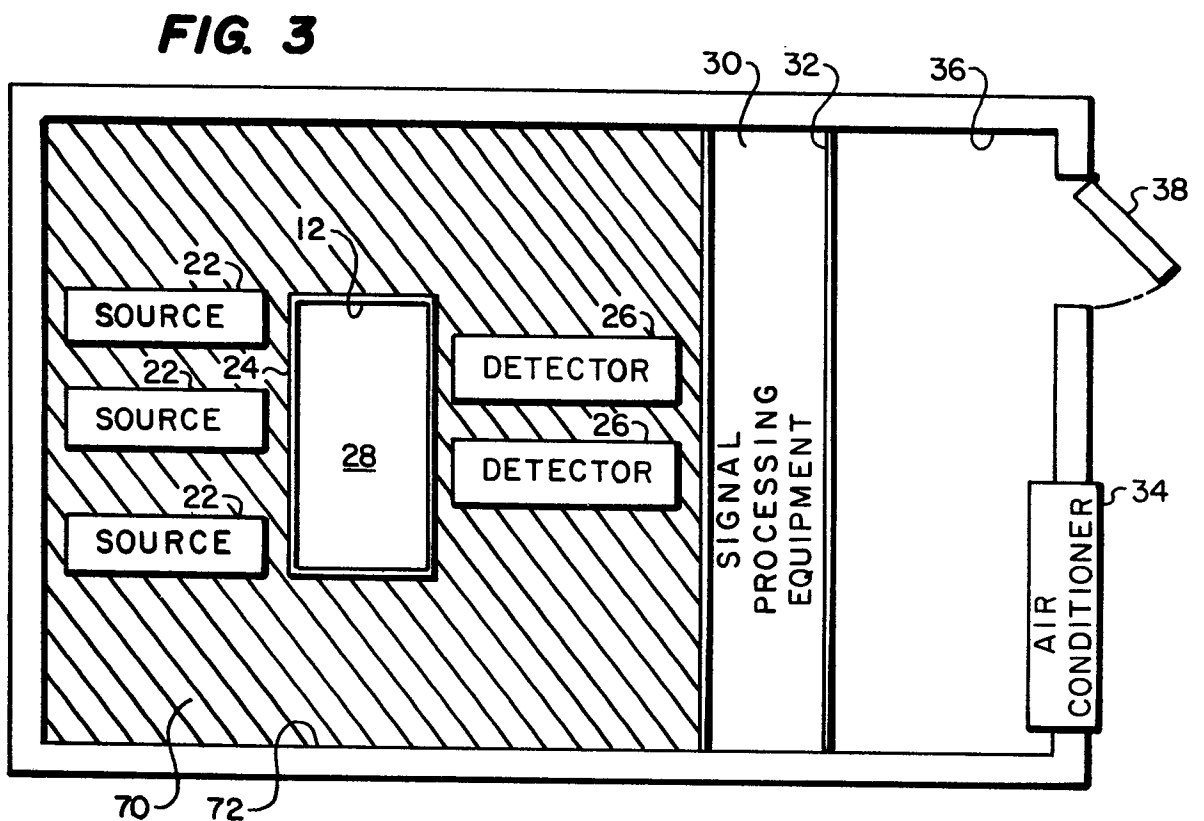 FIG. 3
30
32
36
38
12
22
SOURCE
24
26
DETECTOR
22
SOURCE
28
26
DETECTOR
22
SOURCE
SIGNAL
PROCESSING
EQUIPMENT
34
AIR
CONDITIONER
70
72